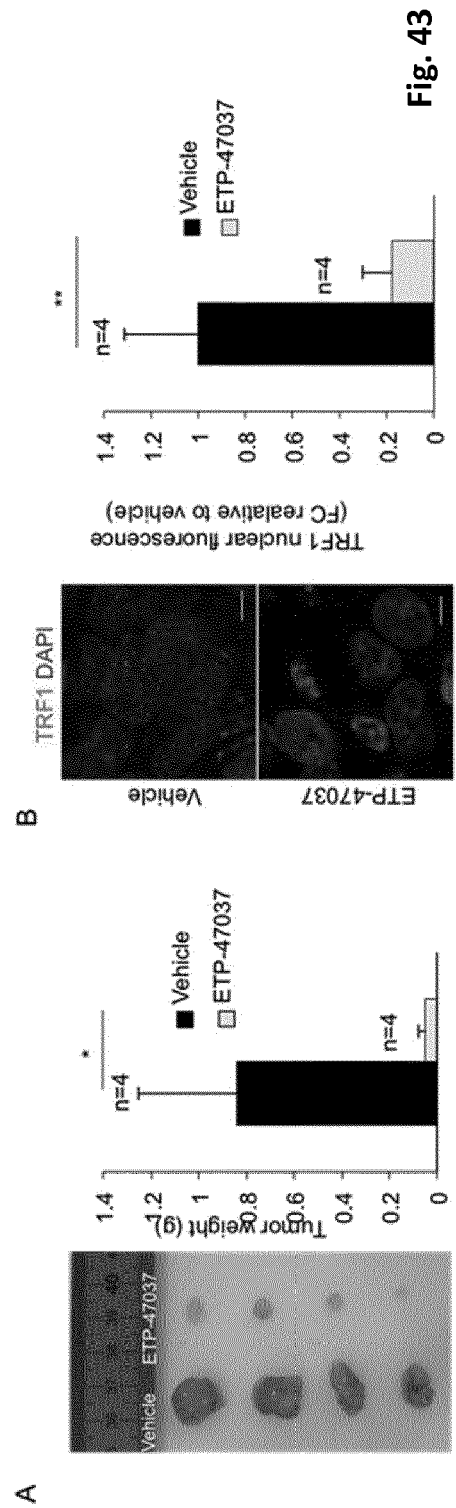 A
Vehicle ETP-47037
Tumor weight (g)
1.4
1.2
1
0.8
0.6
0.4
0.2
0
*
n=4
n=4
Vehicle
ETP-47037
B
TRF1 DAPI
Vehicle
ETP-47037
TRF1 nuclear fluorescence
(FC realative to vehicle)
1.4
1.2
1
0.8
0.6
0.4
0.2
0
**
n=4
n=4
Vehicle
ETP-47037
Fig. 43